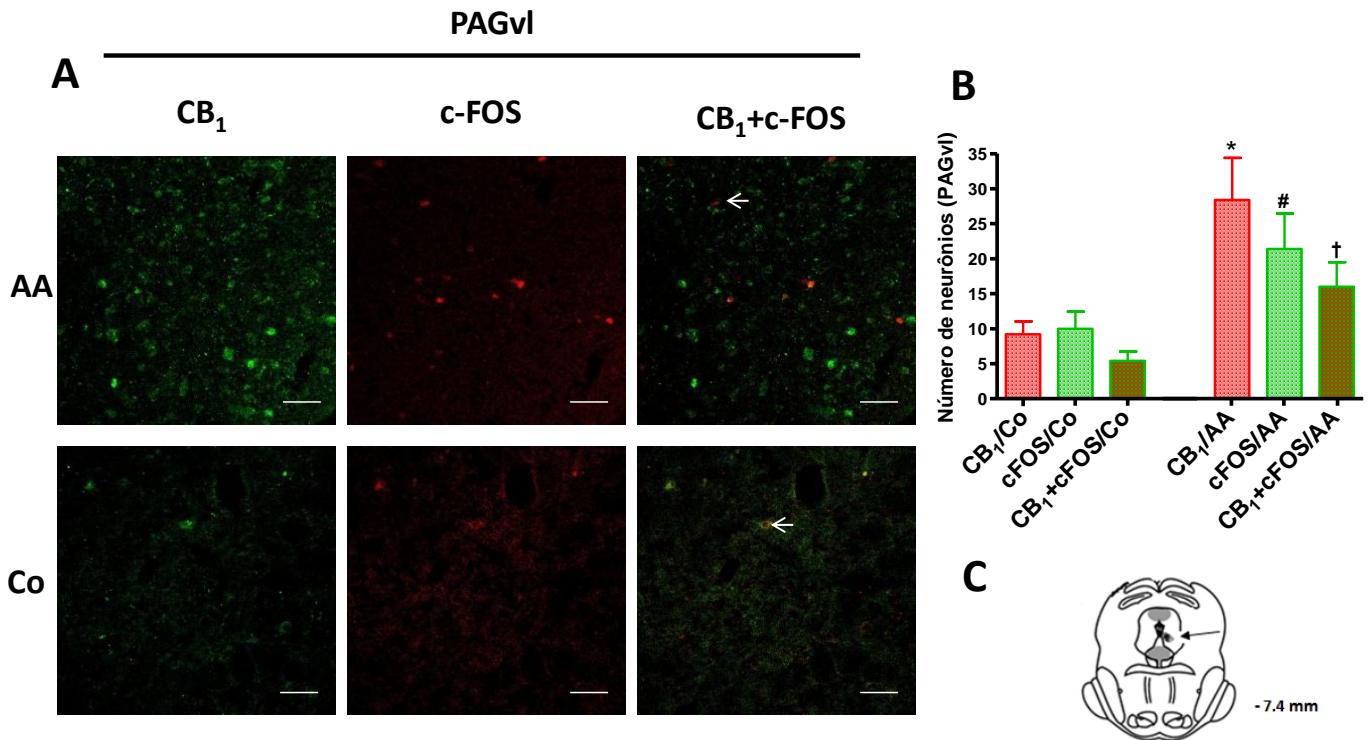 PAGvl
A
CB₁
c-FOS
CB₁+c-FOS
AA
Co
B
Número de neurônios (PAGvl)
35
30
25
20
15
10
5
0
*
#
†
CB₁/Co
cFOS/Co
CB₁+cFOS/Co
CB₁/AA
cFOS/AA
CB₁+cFOS/AA
C
- 7.4 mm